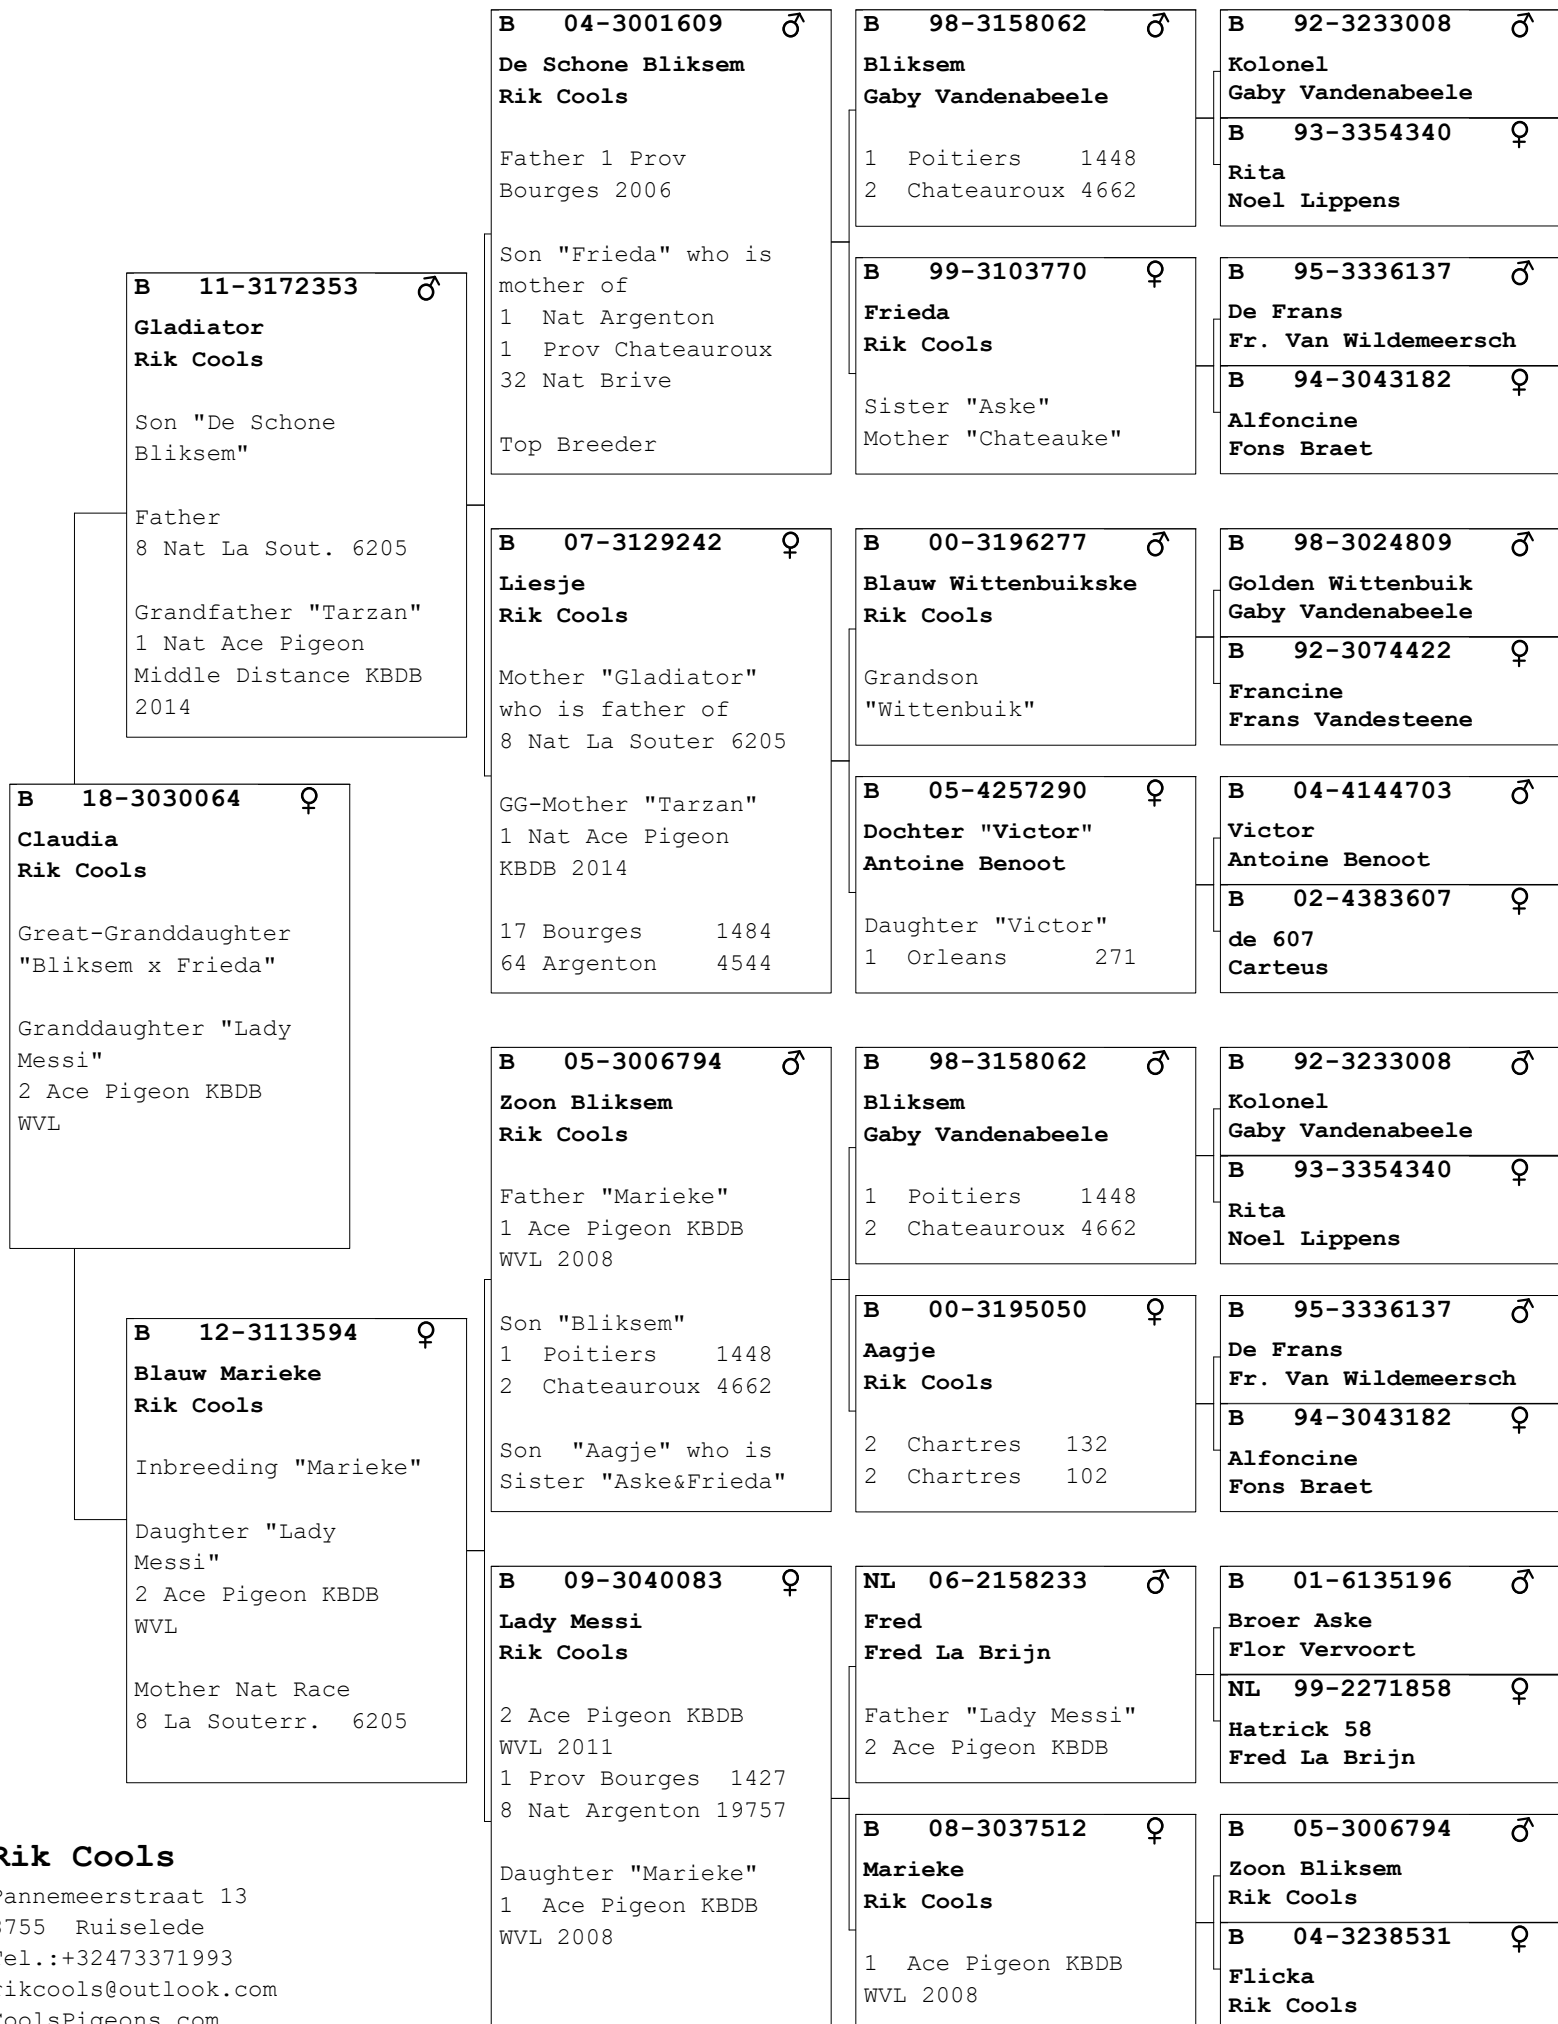 B 18-3030064 ♀
Claudia
Rik Cools
Great-Granddaughter
"Bliksem x Frieda"
Granddaughter "Lady
Messi"
2 Ace Pigeon KBDB
WVL
B 11-3172353 ♂
Gladiator
Rik Cools
Son "De Schone
Bliksem"
Father
8 Nat La Sout. 6205
Grandfather "Tarzan"
1 Nat Ace Pigeon
Middle Distance KBDB
2014
B 12-3113594 ♀
Blauw Marieke
Rik Cools
Inbreeding "Marieke"
Daughter "Lady
Messi"
2 Ace Pigeon KBDB
WVL
Mother Nat Race
8 La Souterr. 6205
B 04-3001609 ♂
De Schone Bliksem
Rik Cools
Father 1 Prov
Bourges 2006
Son "Frieda" who is
mother of
1 Nat Argenton
1 Prov Chateauroux
32 Nat Brive
Top Breeder
B 07-3129242 ♀
Liesje
Rik Cools
Mother "Gladiator"
who is father of
8 Nat La Souter 6205
GG-Mother "Tarzan"
1 Nat Ace Pigeon
KBDB 2014
17 Bourges 1484
64 Argenton 4544
B 05-3006794 ♂
Zoon Bliksem
Rik Cools
Father "Marieke"
1 Ace Pigeon KBDB
WVL 2008
Son "Bliksem"
1 Poitiers 1448
2 Chateauroux 4662
Son "Aagje" who is
Sister "Aske&Frieda"
B 09-3040083 ♀
Lady Messi
Rik Cools
2 Ace Pigeon KBDB
WVL 2011
1 Prov Bourges 1427
8 Nat Argenton 19757
Daughter "Marieke"
1 Ace Pigeon KBDB
WVL 2008
B 98-3158062 ♂
Bliksem
Gaby Vandenabeele
1 Poitiers 1448
2 Chateauroux 4662
B 99-3103770 ♀
Frieda
Rik Cools
Sister "Aske"
Mother "Chateauke"
B 00-3196277 ♂
Blauw Wittenbuikske
Rik Cools
Grandson
"Wittenbuik"
B 05-4257290 ♀
Dochter "Victor"
Antoine Benoot
Daughter "Victor"
1 Orleans 271
B 98-3158062 ♂
Bliksem
Gaby Vandenabeele
1 Poitiers 1448
2 Chateauroux 4662
B 00-3195050 ♀
Aagje
Rik Cools
2 Chartres 132
2 Chartres 102
NL 06-2158233 ♂
Fred
Fred La Brijn
Father "Lady Messi"
2 Ace Pigeon KBDB
B 08-3037512 ♀
Marieke
Rik Cools
1 Ace Pigeon KBDB
WVL 2008
B 92-3233008 ♂
Kolonel
Gaby Vandenabeele
B 93-3354340 ♀
Rita
Noel Lippens
B 95-3336137 ♂
De Frans
Fr. Van Wildemeersch
B 94-3043182 ♀
Alfoncine
Fons Braet
B 98-3024809 ♂
Golden Wittenbuik
Gaby Vandenabeele
B 92-3074422 ♀
Francine
Frans Vandesteene
B 04-4144703 ♂
Victor
Antoine Benoot
B 02-4383607 ♀
de 607
Carteus
B 92-3233008 ♂
Kolonel
Gaby Vandenabeele
B 93-3354340 ♀
Rita
Noel Lippens
B 95-3336137 ♂
De Frans
Fr. Van Wildemeersch
B 94-3043182 ♀
Alfoncine
Fons Braet
B 01-6135196 ♂
Broer Aske
Flor Vervoort
NL 99-2271858 ♀
Hatrick 58
Fred La Brijn
B 05-3006794 ♂
Zoon Bliksem
Rik Cools
B 04-3238531 ♀
Flicka
Rik Cools
Rik Cools
Pannemeerstraat 13
8755 Ruiselede
Tel.:+32473371993
rikcools@outlook.com
CoolsPigeons.com